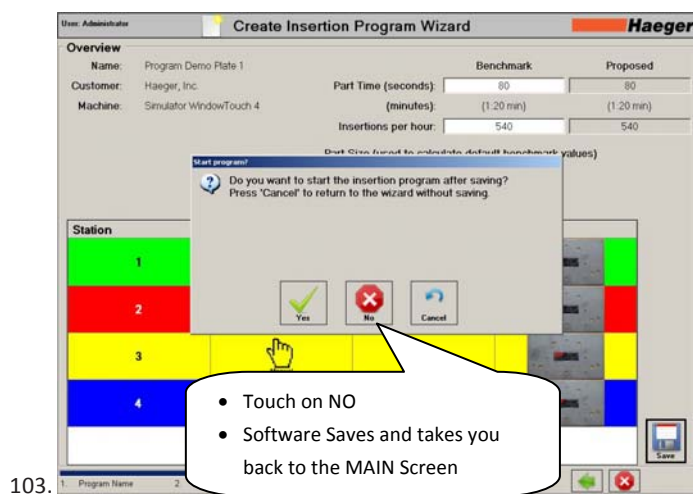 User: Administrator
Create Insertion Program Wizard
Haeger
Overview
Name: Program Demo Plate 1
Benchmark Proposed
Customer: Haeger, Inc.
Part Time (seconds): 80 80
Machine: Simulator WindowTouch 4
(minutes): (1:20 min) (1:20 min)
Insertions per hour: 540 540
Part Size (used to calculate default benchmark values)
Start program?
Do you want to start the insertion program after saving?
Press 'Cancel' to return to the wizard without saving.
Station
1
2
Yes No Cancel
3
4
• Touch on NO
• Software Saves and takes you
back to the MAIN Screen
Save
103.
1. Program Name 2